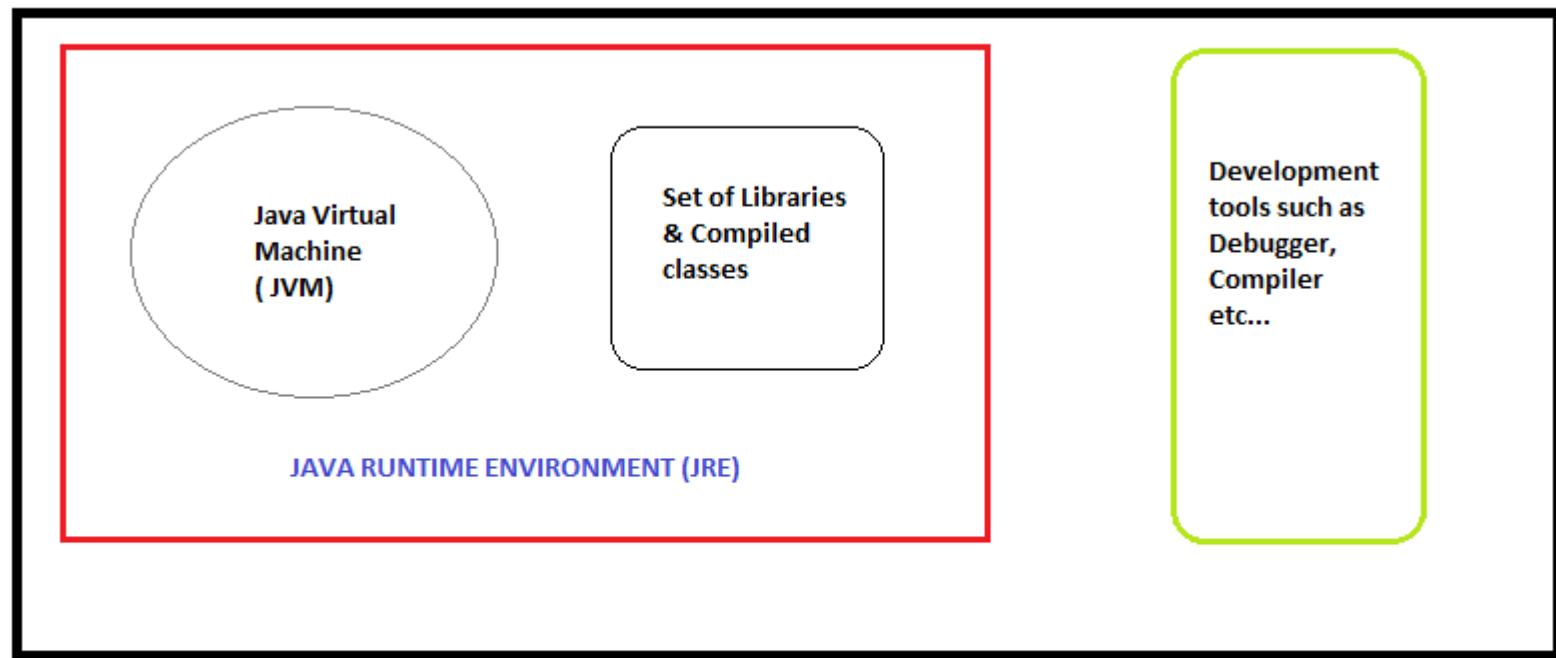 Java Virtual
Machine
( JVM)
Set of Libraries
& Compiled
classes
JAVA RUNTIME ENVIRONMENT (JRE)
Development
tools such as
Debugger,
Compiler
etc...